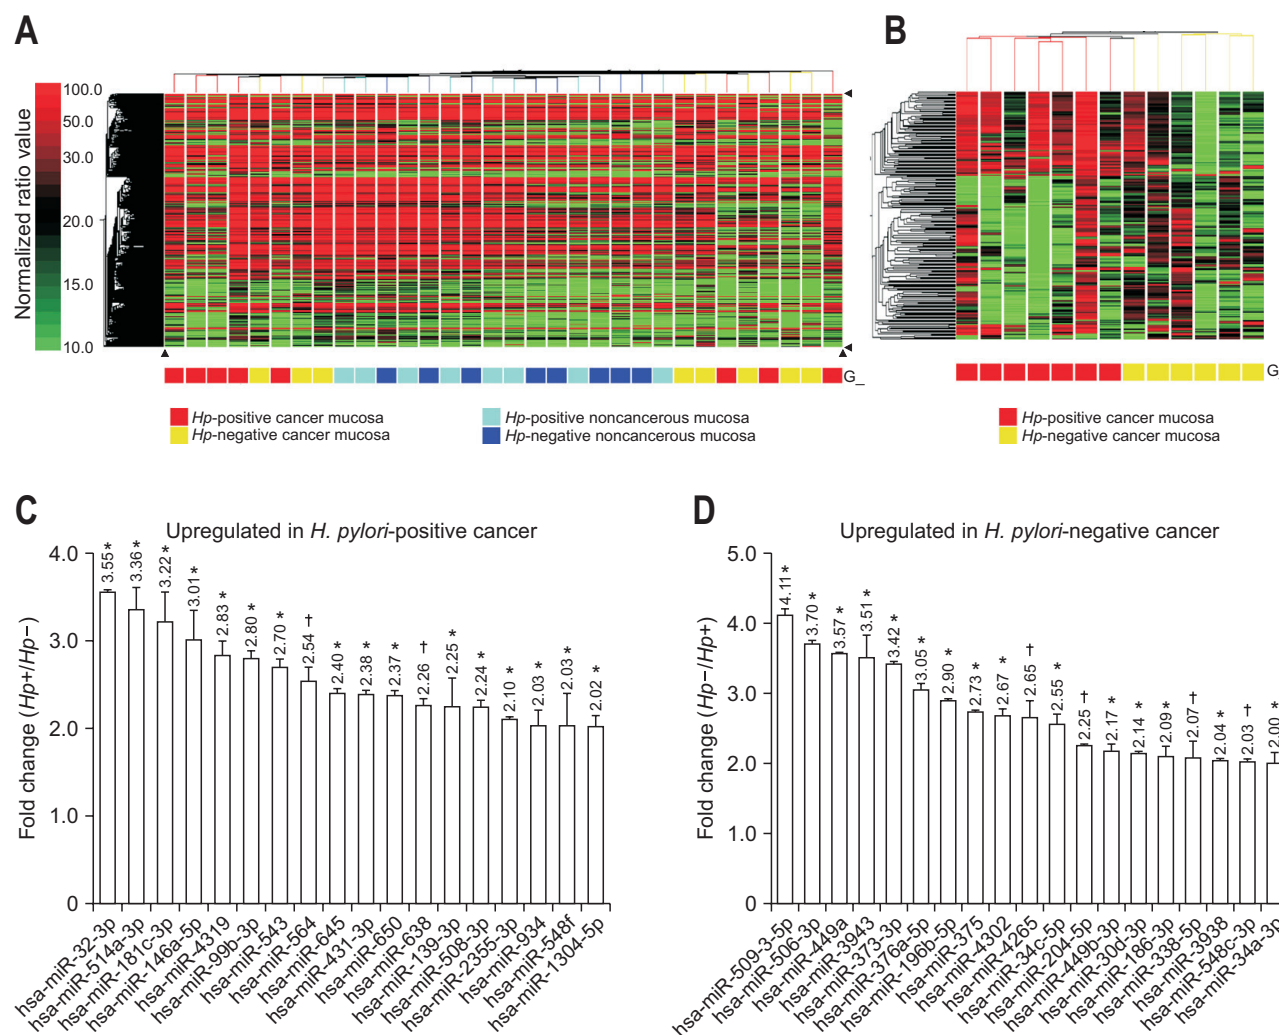 A
B
Normalized ratio value
100.0
50.0
30.0
20.0
15.0
10.0
G_
G
Hp-positive cancer mucosa
Hp-negative cancer mucosa
Hp-positive noncancerous mucosa
Hp-negative noncancerous mucosa
Hp-positive cancer mucosa
Hp-negative cancer mucosa
C
Upregulated in H. pylori-positive cancer
Fold change (Hp+/Hp−)
4.0
3.0
2.0
1.0
0
3.55 *
3.36 *
3.22 *
3.01 *
2.83 *
2.80 *
2.70 *
2.54 †
2.40 *
2.38 *
2.37 *
2.26 †
2.25 *
2.24 *
2.10 *
2.03 *
2.03 *
2.02 *
hsa-miR-32-3p
hsa-miR-514a-3p
hsa-miR-181c-3p
hsa-miR-146a-5p
hsa-miR-4319
hsa-miR-99b-3p
hsa-miR-543
hsa-miR-564
hsa-miR-645
hsa-miR-431-3p
hsa-miR-650
hsa-miR-638
hsa-miR-139-3p
hsa-miR-508-3p
hsa-miR-2355-3p
hsa-miR-934
hsa-miR-548f
hsa-miR-1304-5p
D
Upregulated in H. pylori-negative cancer
Fold change (Hp−/Hp+)
5.0
4.0
3.0
2.0
1.0
0
4.11 *
3.70 *
3.57 *
3.51 *
3.42 *
3.05 *
2.90 *
2.73 *
2.67 *
2.65 †
2.55 *
2.25 †
2.17 *
2.14 *
2.09 *
2.07 †
2.04 *
2.03 †
2.00 *
hsa-miR-509-3-5p
hsa-miR-506-3p
hsa-miR-449a
hsa-miR-3943
hsa-miR-373-3p
hsa-miR-376a-5p
hsa-miR-196b-5p
hsa-miR-375
hsa-miR-4302
hsa-miR-4265
hsa-miR-34c-5p
hsa-miR-204-5p
hsa-miR-449b-3p
hsa-miR-30d-3p
hsa-miR-186-3p
hsa-miR-338-5p
hsa-miR-3938
hsa-miR-548c-3p
hsa-miR-34a-3p